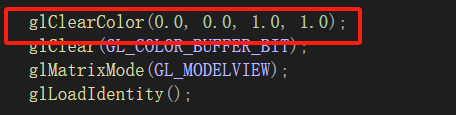 glClearColor(0.0, 0.0, 1.0, 1.0);
glClear(GL_COLOR_BUFFER_BIT);
glMatrixMode(GL_MODELVIEW);
glLoadIdentity();